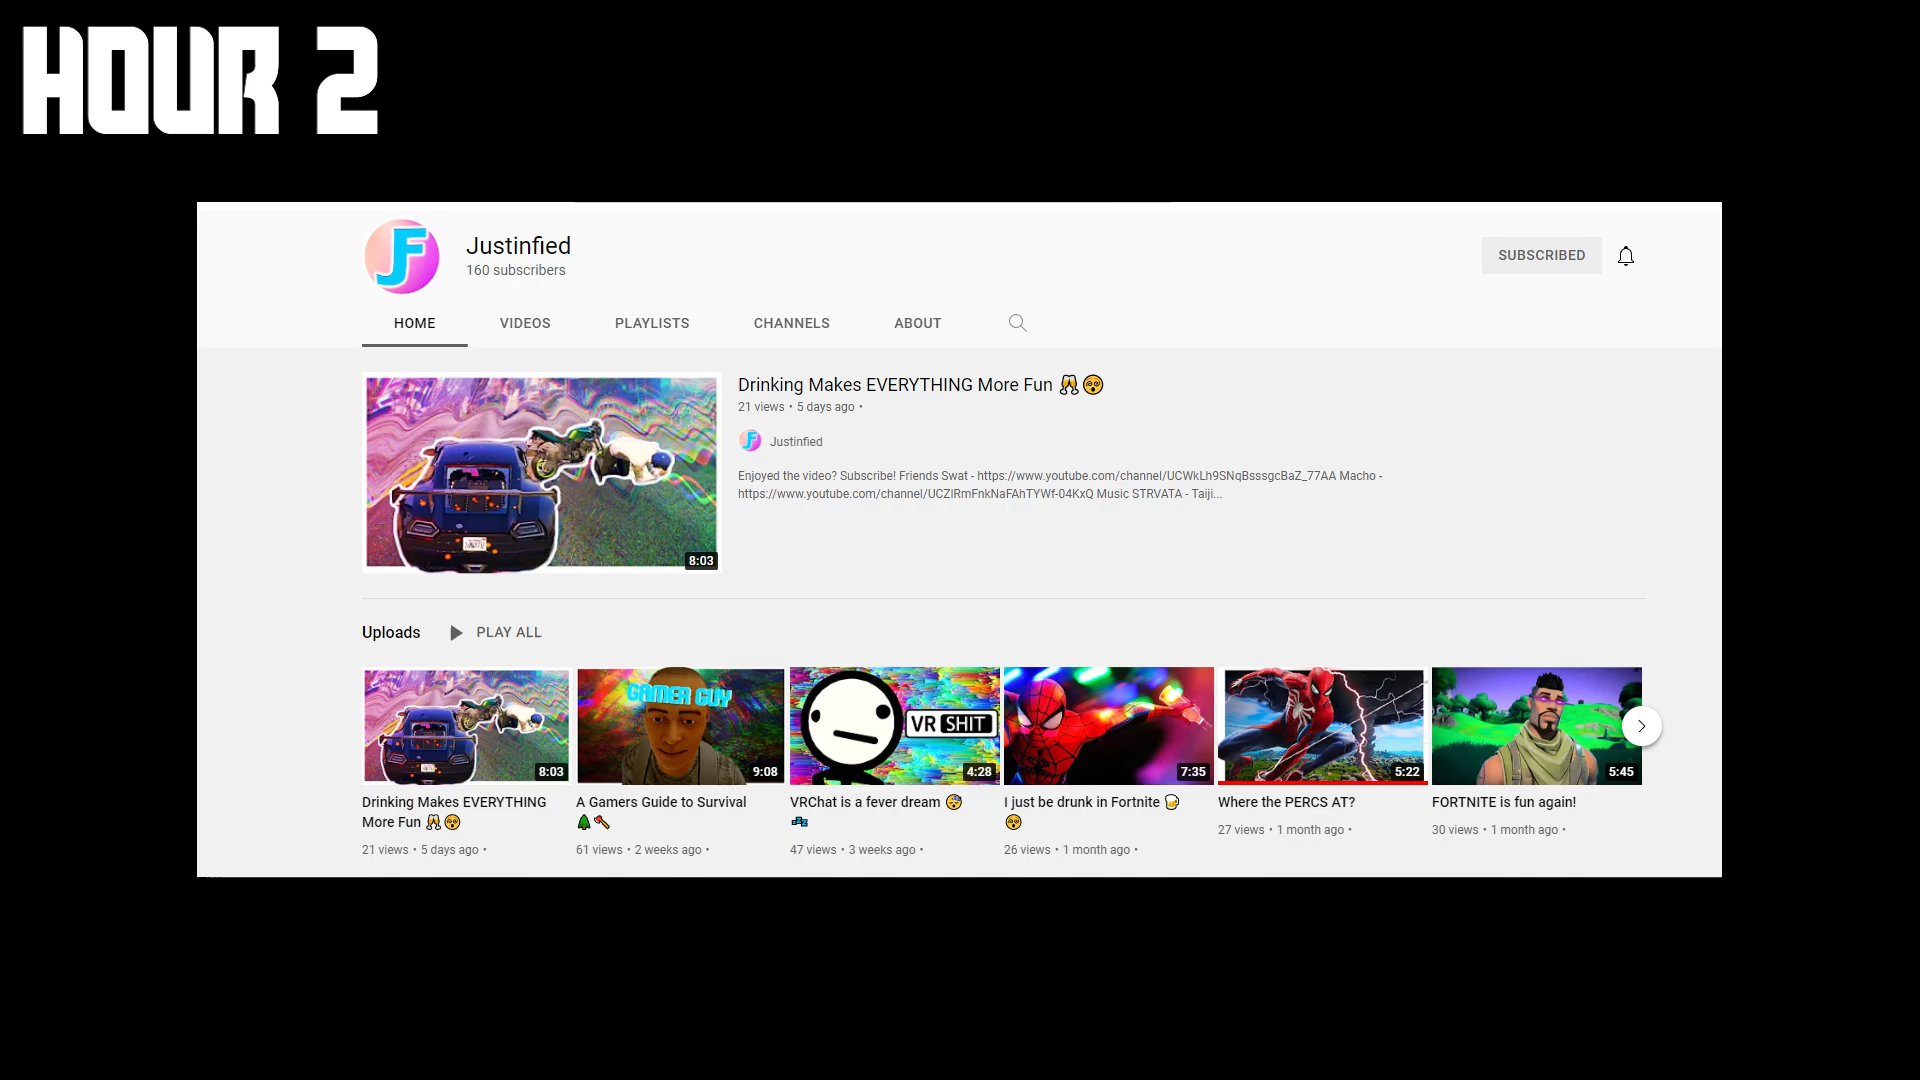 HOUR 2
Justinfied
160 subscribers
SUBSCRIBED
HOME VIDEOS PLAYLISTS CHANNELS ABOUT
Drinking Makes EVERYTHING More Fun 🥂😵
21 views • 5 days ago •
Justinfied
Enjoyed the video? Subscribe! Friends Swat - https://www.youtube.com/channel/UCWkLh9SNqBsssgcBaZ_77AA Macho -
https://www.youtube.com/channel/UCZlRmFnkNaFAhTYWf-04KxQ Music STRVATA - Taiji...
8:03
Uploads PLAY ALL
8:03
GAMER GUY
9:08
VR SHIT
4:28
7:35
5:22
5:45
Drinking Makes EVERYTHING
More Fun 🥂😵
21 views • 5 days ago •
A Gamers Guide to Survival
🌲🪓
61 views • 2 weeks ago •
VRChat is a fever dream 😴
💤
47 views • 3 weeks ago •
I just be drunk in Fortnite 🍺
😵
26 views • 1 month ago •
Where the PERCS AT?
27 views • 1 month ago •
FORTNITE is fun again!
30 views • 1 month ago •